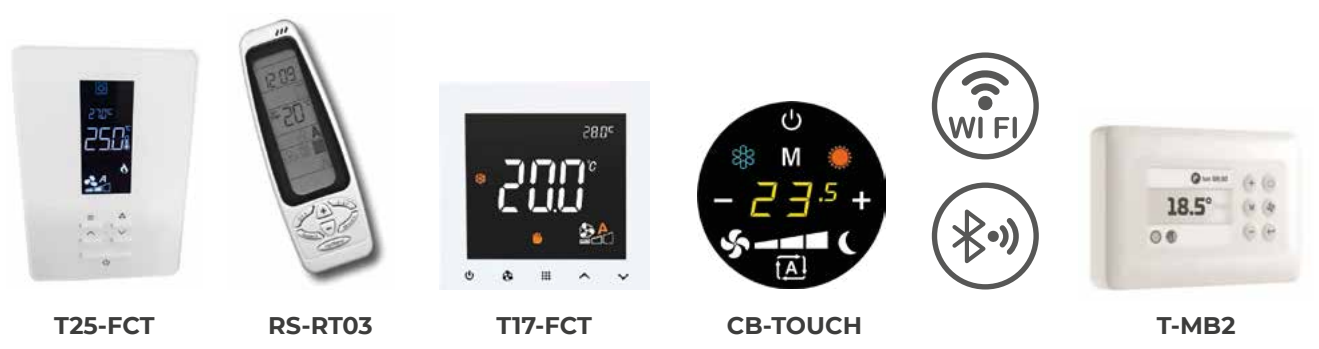 27.0°
25.0°C
A
T25-FCT
12:09
20°C
A
RS-RT03
28.0°C
20.0°C
A
T17-FCT
M
- 23.5 +
A
CB-TOUCH
WI FI
18.5°
T-MB2